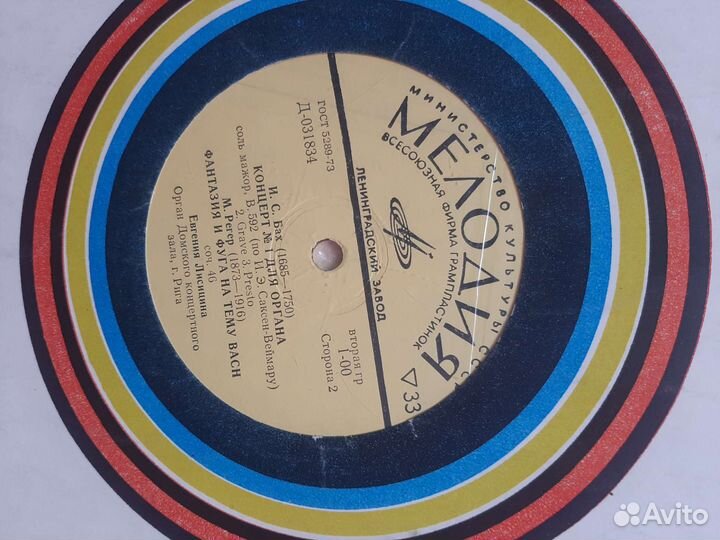 МИНИСТЕРСТВО КУЛЬТУРЫ СССР
МЕЛОДИЯ
ВСЕСОЮЗНАЯ ФИРМА ГРАМПЛАСТИНОК
▽ 33
ЛЕНИНГРАДСКИЙ ЗАВОД
ГОСТ 5289-73
Д-031834
вторая гр
1-00
Сторона 2
И. С. Бах (1685—1750)
КОНЦЕРТ № 1 ДЛЯ ОРГАНА
соль мажор, В. 592 (по И. Э. Саксен-Веймару)
2. Grave 3. Presto
М. Регер (1873—1916)
ФАНТАЗИЯ И ФУГА НА ТЕМУ BACH
соч. 46
Евгения Лисицина
Орган Домского концертного
зала, г. Рига
Avito